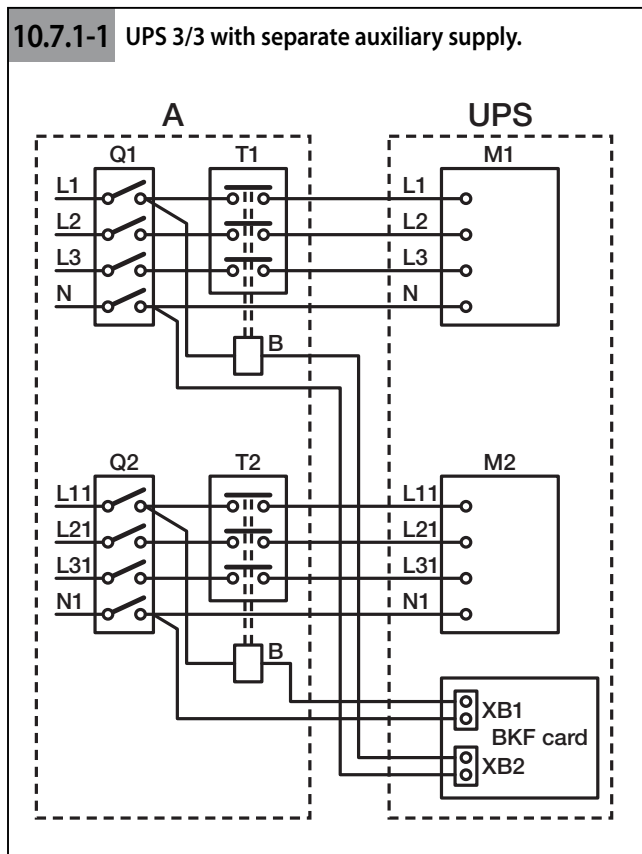 10.7.1-1 UPS 3/3 with separate auxiliary supply.
A UPS
Q1 T1 M1
L1 L1
L2 L2
L3 L3
N N
B
Q2 T2 M2
L11 L11
L21 L21
L31 L31
N1 N1
B
XB1
BKF card
XB2